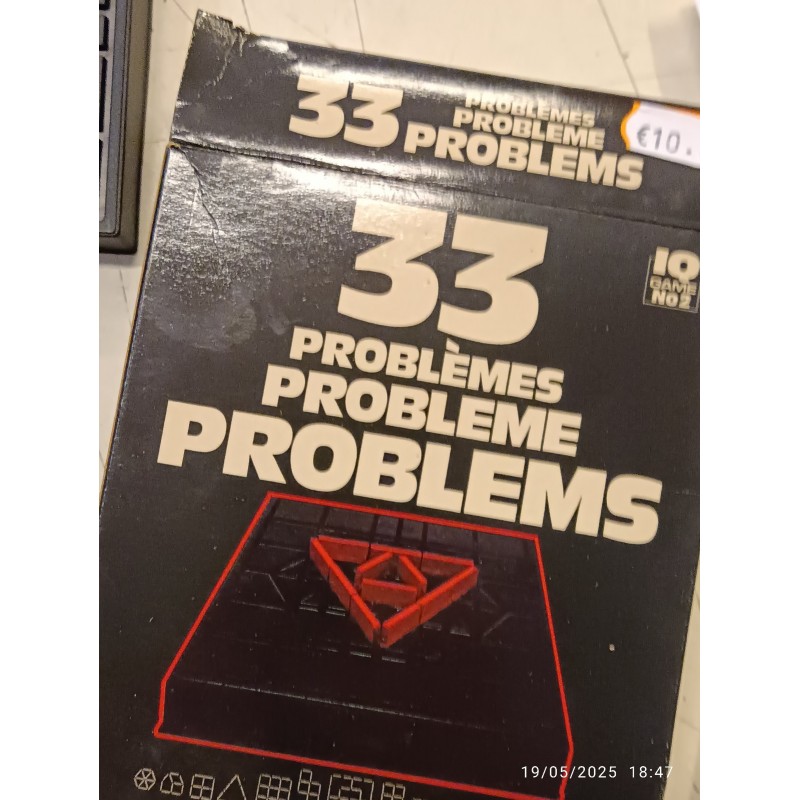 PROBLÈMES
33 PROBLEME
PROBLEMS
€10.
33
IQ
GAME
No2
PROBLÈMES
PROBLEME
PROBLEMS
19/05/2025 18:47